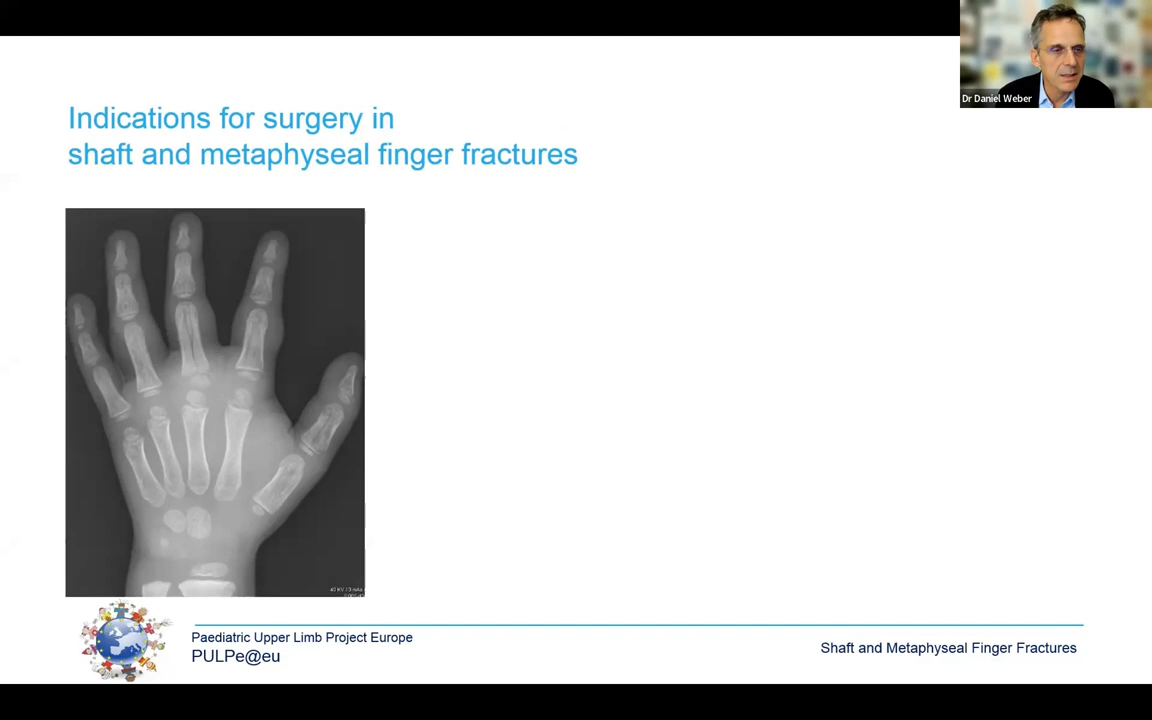 Dr Daniel Weber
Indications for surgery in
shaft and metaphyseal finger fractures
Paediatric Upper Limb Project Europe
PULPe@eu
Shaft and Metaphyseal Finger Fractures